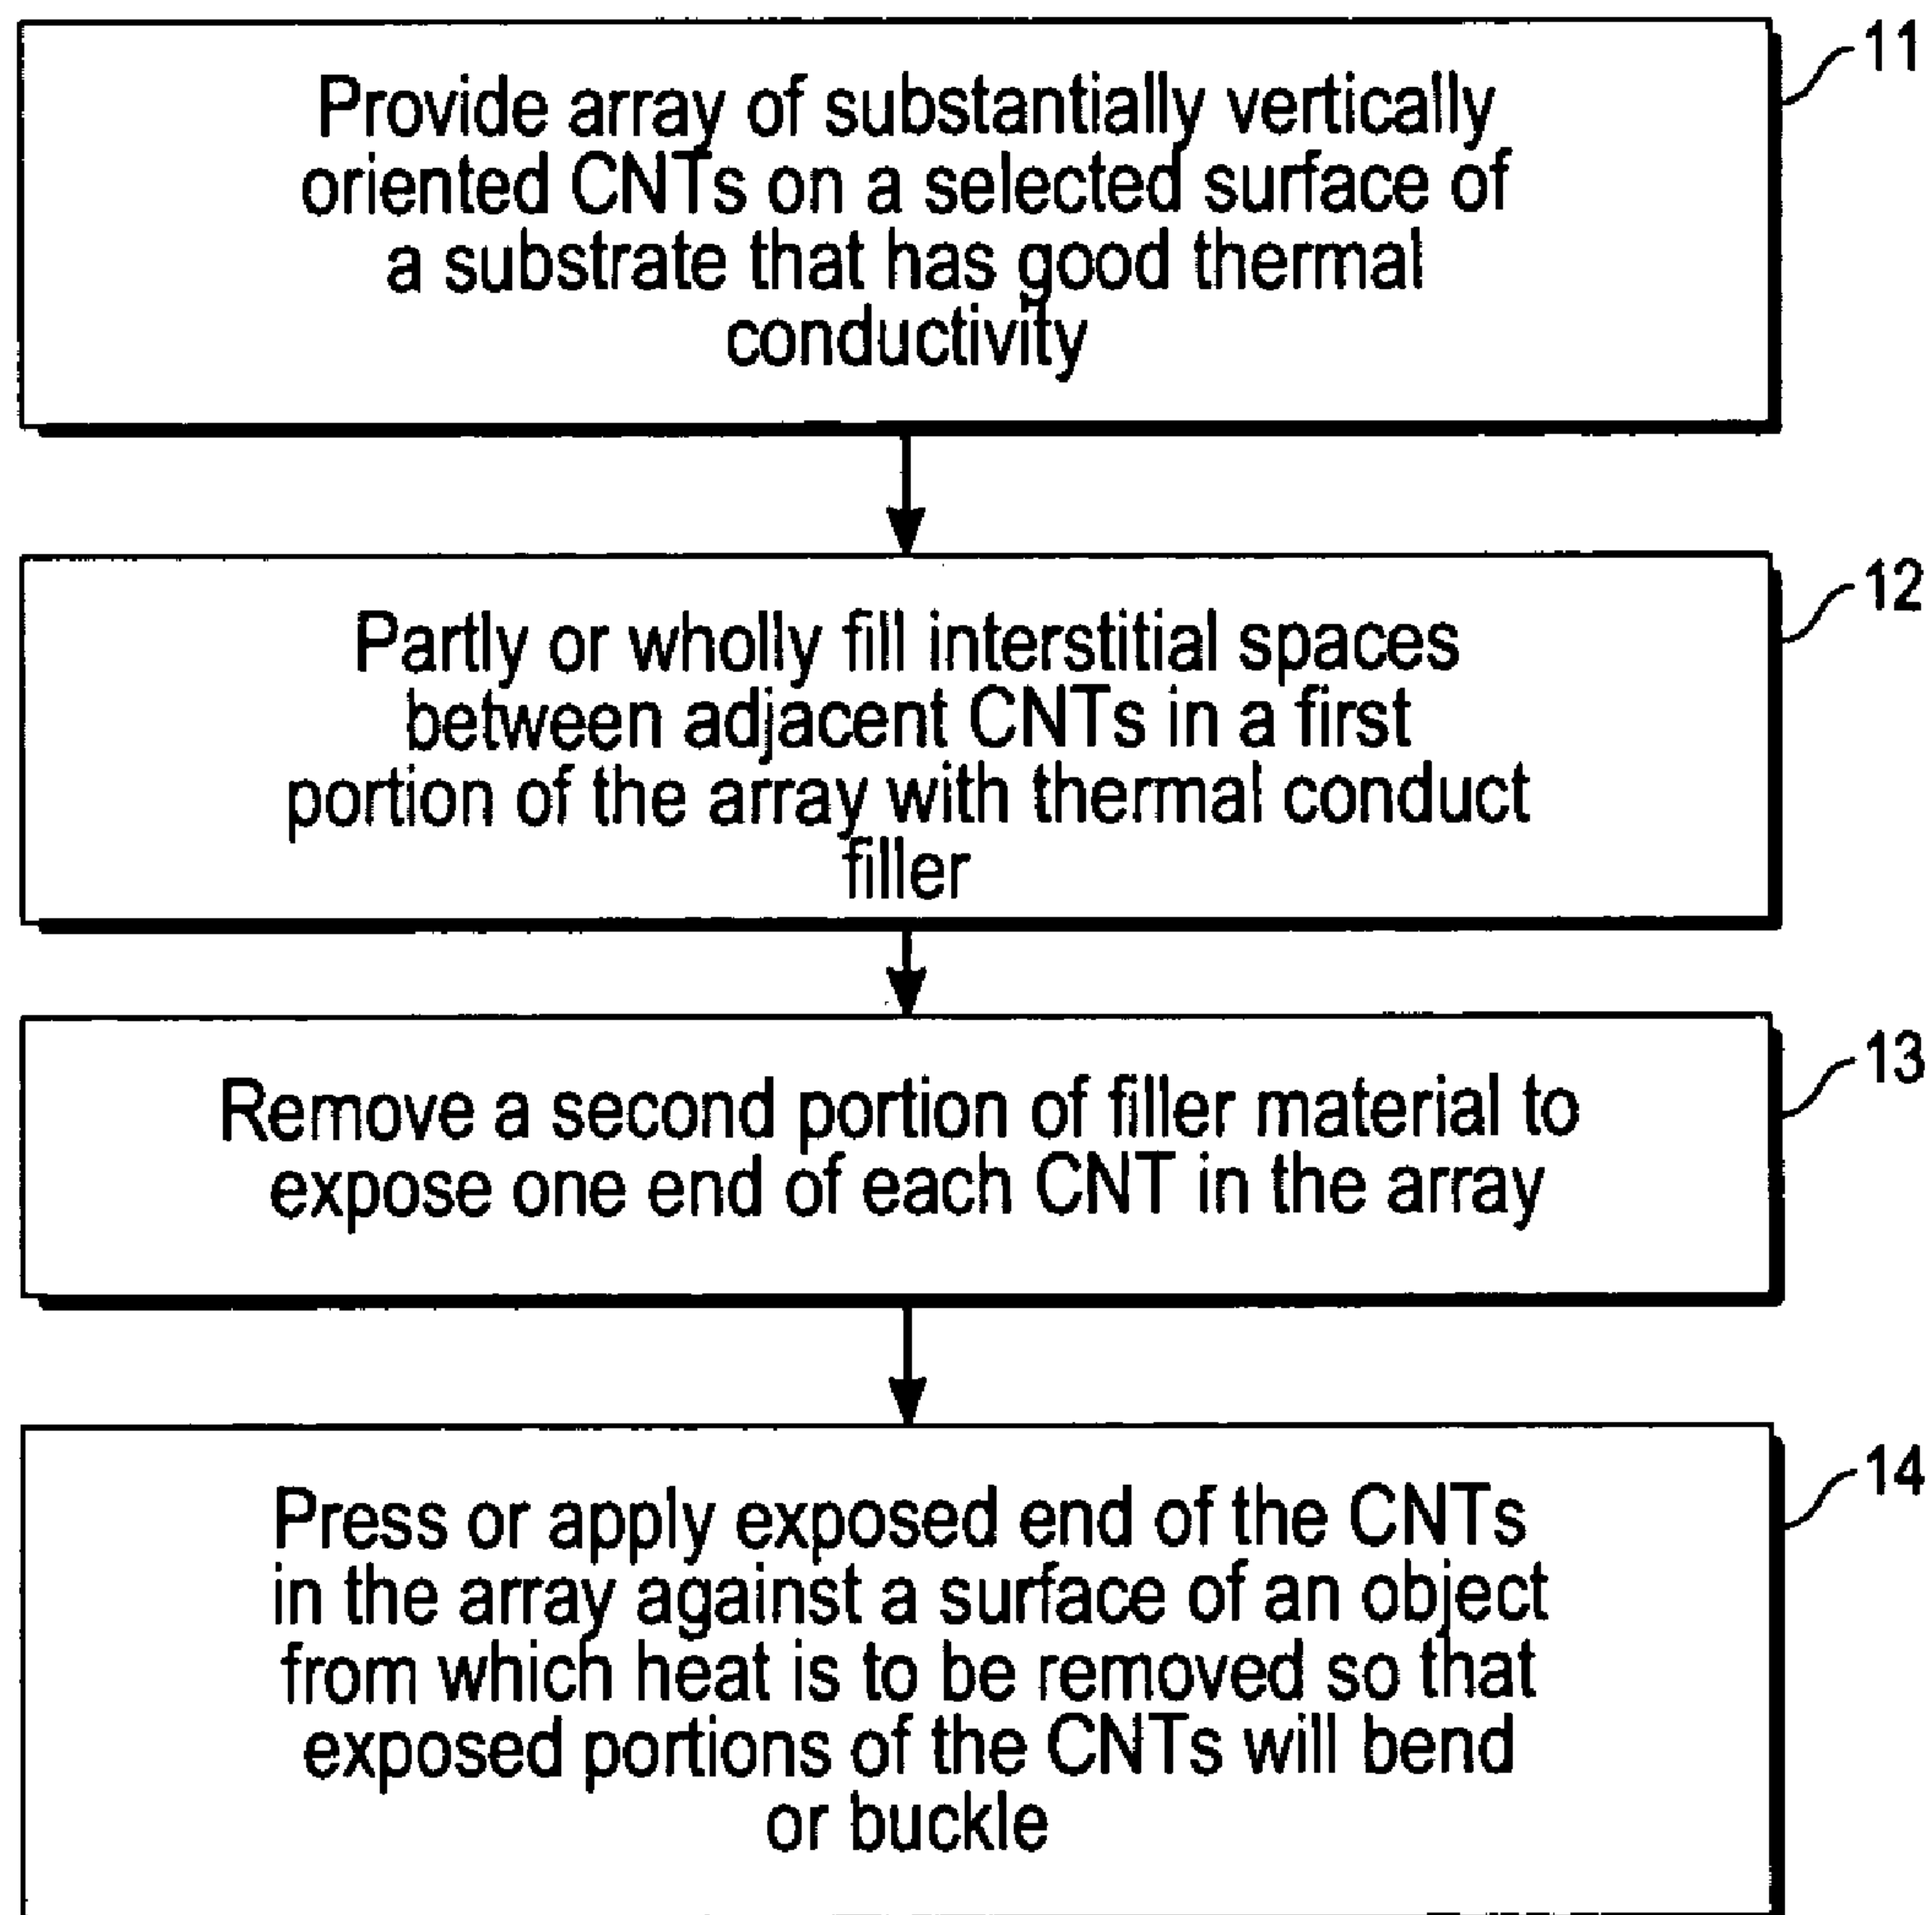 11
Provide array of substantially vertically
oriented CNTs on a selected surface of
a substrate that has good thermal
conductivity
12
Partly or wholly fill interstitial spaces
between adjacent CNTs in a first
portion of the array with thermal conduct
filler
13
Remove a second portion of filler material to
expose one end of each CNT in the array
14
Press or apply exposed end of the CNTs
in the array against a surface of an object
from which heat is to be removed so that
exposed portions of the CNTs will bend
or buckle